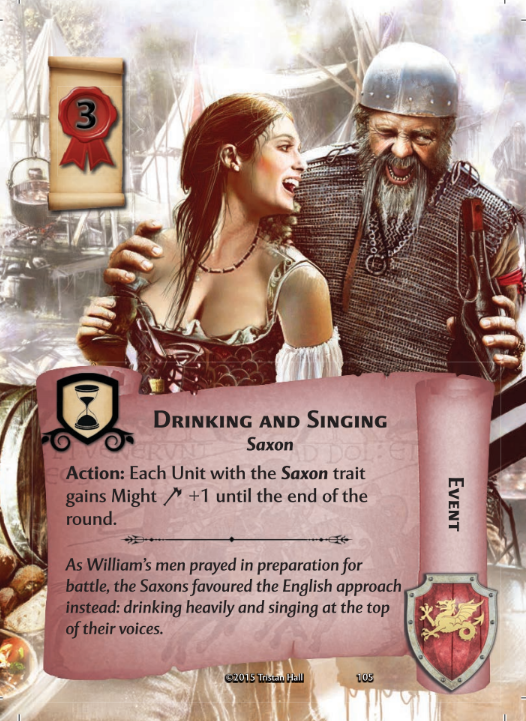 3
Drinking and Singing
Saxon
Action: Each Unit with the Saxon trait
gains Might +1 until the end of the
round.
As William's men prayed in preparation for
battle, the Saxons favoured the English approach
instead: drinking heavily and singing at the top
of their voices.
Event
©2015 Tristan Hall 105